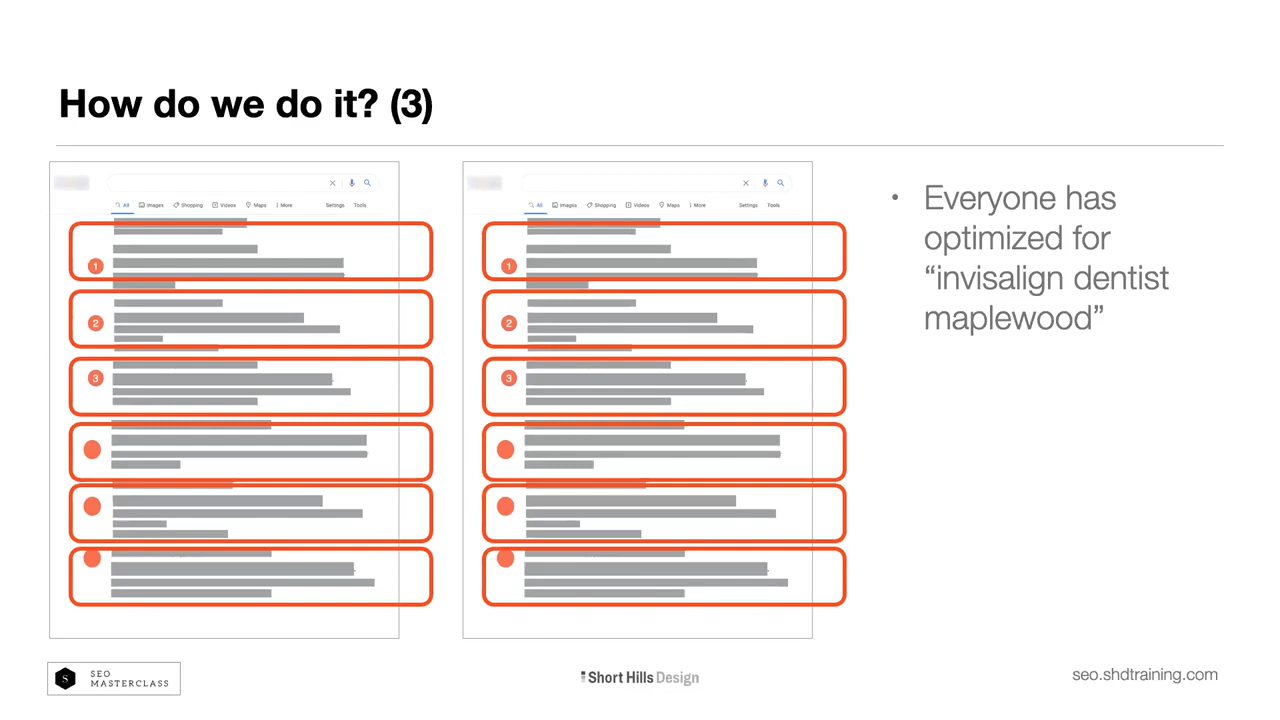 How do we do it? (3)
All Images Shopping Videos Maps More Settings Tools
1
2
3
All Images Shopping Videos Maps More Settings Tools
1
2
3
• Everyone has
optimized for
“invisalign dentist
maplewood”
S SEO
MASTERCLASS
Short Hills Design
seo.shdtraining.com